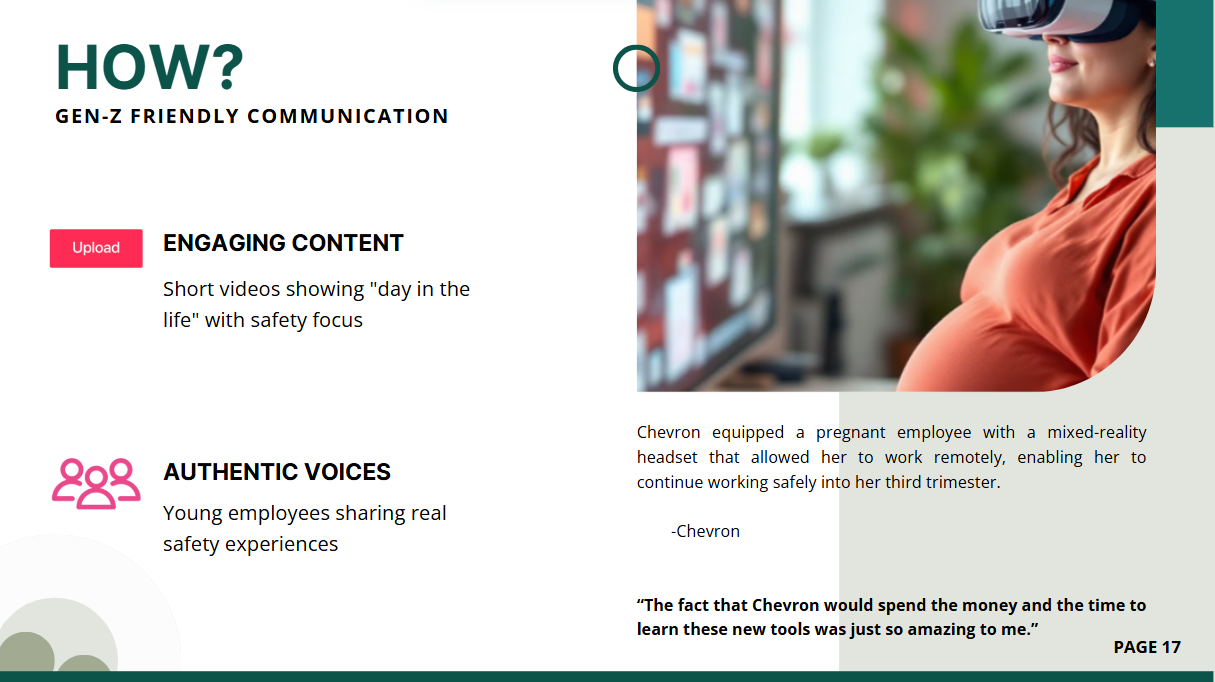 HOW?
GEN-Z FRIENDLY COMMUNICATION
Upload
ENGAGING CONTENT
Short videos showing "day in the
life" with safety focus
AUTHENTIC VOICES
Young employees sharing real
safety experiences
Chevron equipped a pregnant employee with a mixed-reality
headset that allowed her to work remotely, enabling her to
continue working safely into her third trimester.
-Chevron
“The fact that Chevron would spend the money and the time to
learn these new tools was just so amazing to me.”
PAGE 17